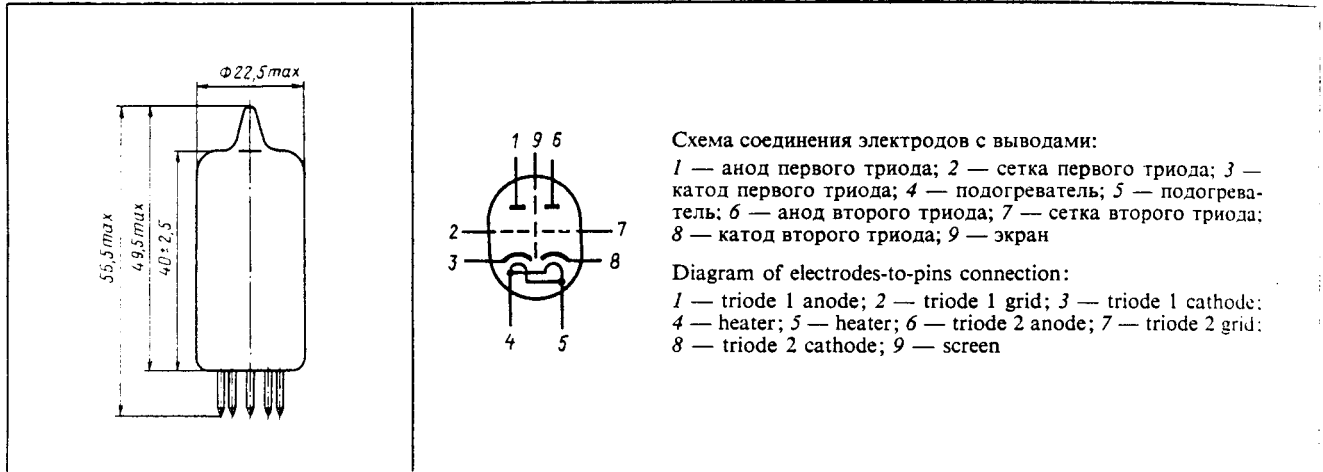 Φ22,5max
55,5max
49,5max
40±2,5
1 9 6
2
7
3
8
4
5
Схема соединения электродов с выводами:
1 — анод первого триода; 2 — сетка первого триода; 3 —
катод первого триода; 4 — подогреватель; 5 — подогрева-
тель; 6 — анод второго триода; 7 — сетка второго триода;
8 — катод второго триода; 9 — экран
Diagram of electrodes-to-pins connection:
1 — triode 1 anode; 2 — triode 1 grid; 3 — triode 1 cathode;
4 — heater; 5 — heater; 6 — triode 2 anode; 7 — triode 2 grid;
8 — triode 2 cathode; 9 — screen